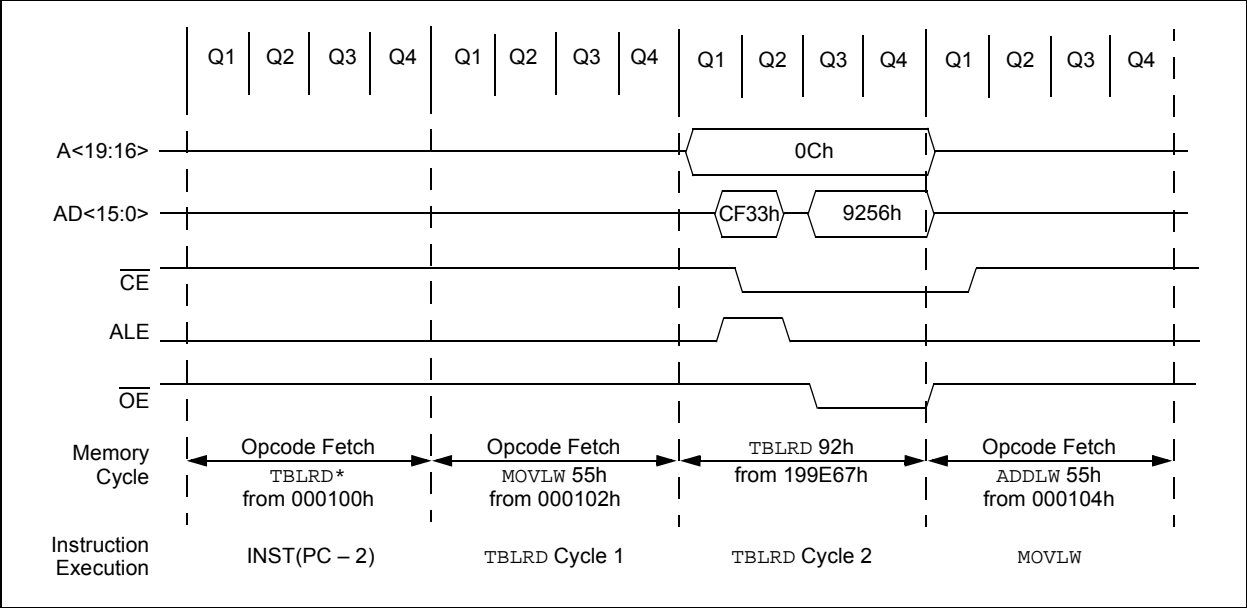 Q1 Q2 Q3 Q4 Q1 Q2 Q3 Q4 Q1 Q2 Q3 Q4 Q1 Q2 Q3 Q4
A<19:16> 0Ch
AD<15:0> CF33h 9256h
CE
ALE
OE
Memory Cycle
Opcode Fetch
TBLRD*
from 000100h
Opcode Fetch
MOVLW 55h
from 000102h
TBLRD 92h
from 199E67h
Opcode Fetch
ADDLW 55h
from 000104h
Instruction Execution
INST(PC – 2) TBLRD Cycle 1 TBLRD Cycle 2 MOVLW